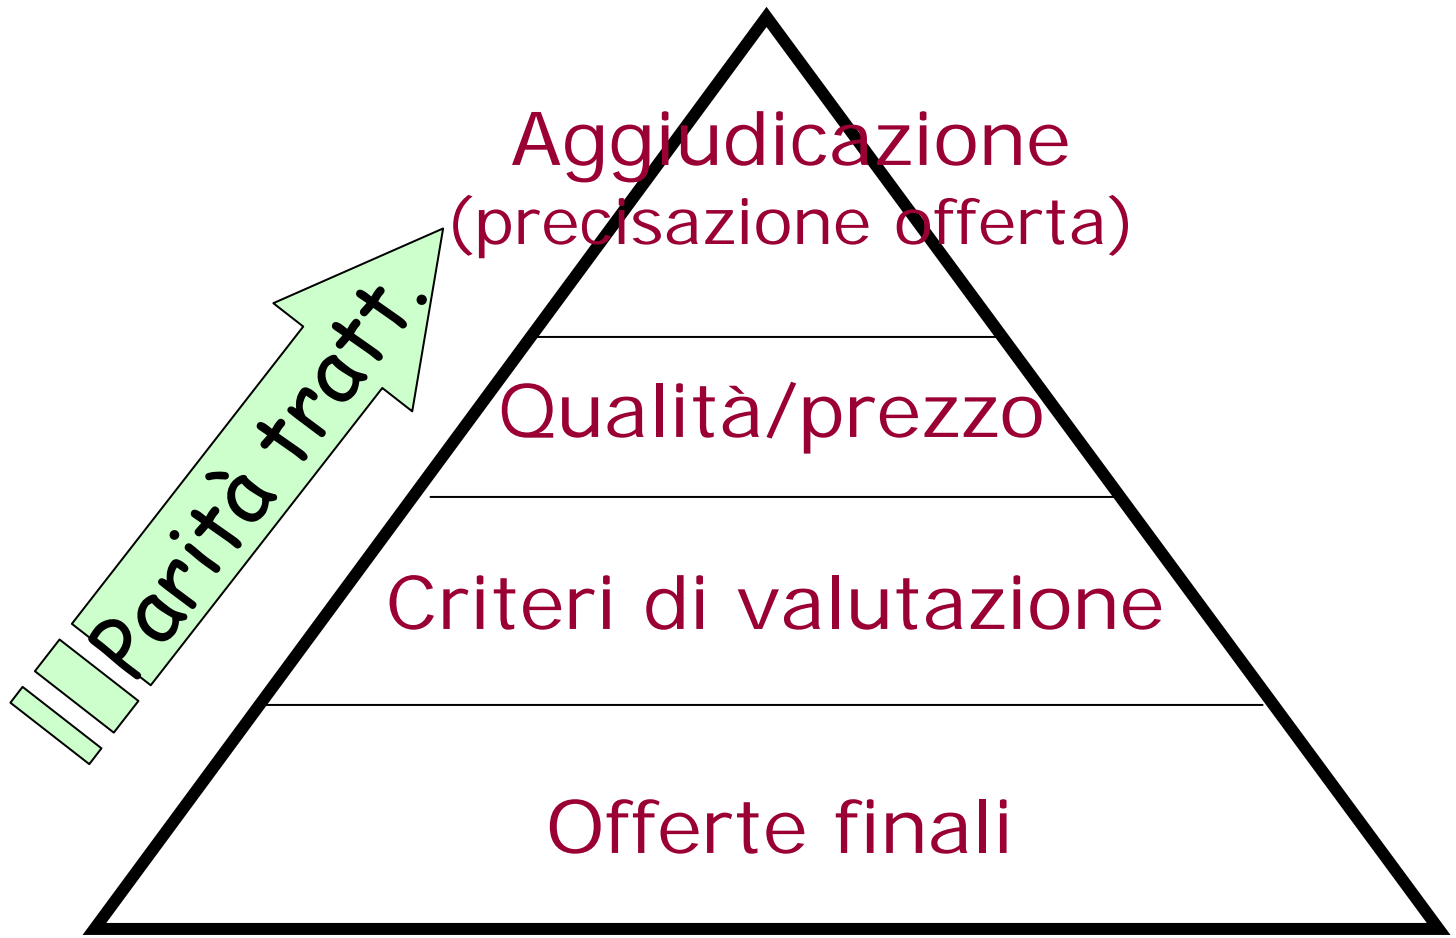 Aggiudicazione
(precisazione offerta)
Parità tratt.
Qualità/prezzo
Criteri di valutazione
Offerte finali